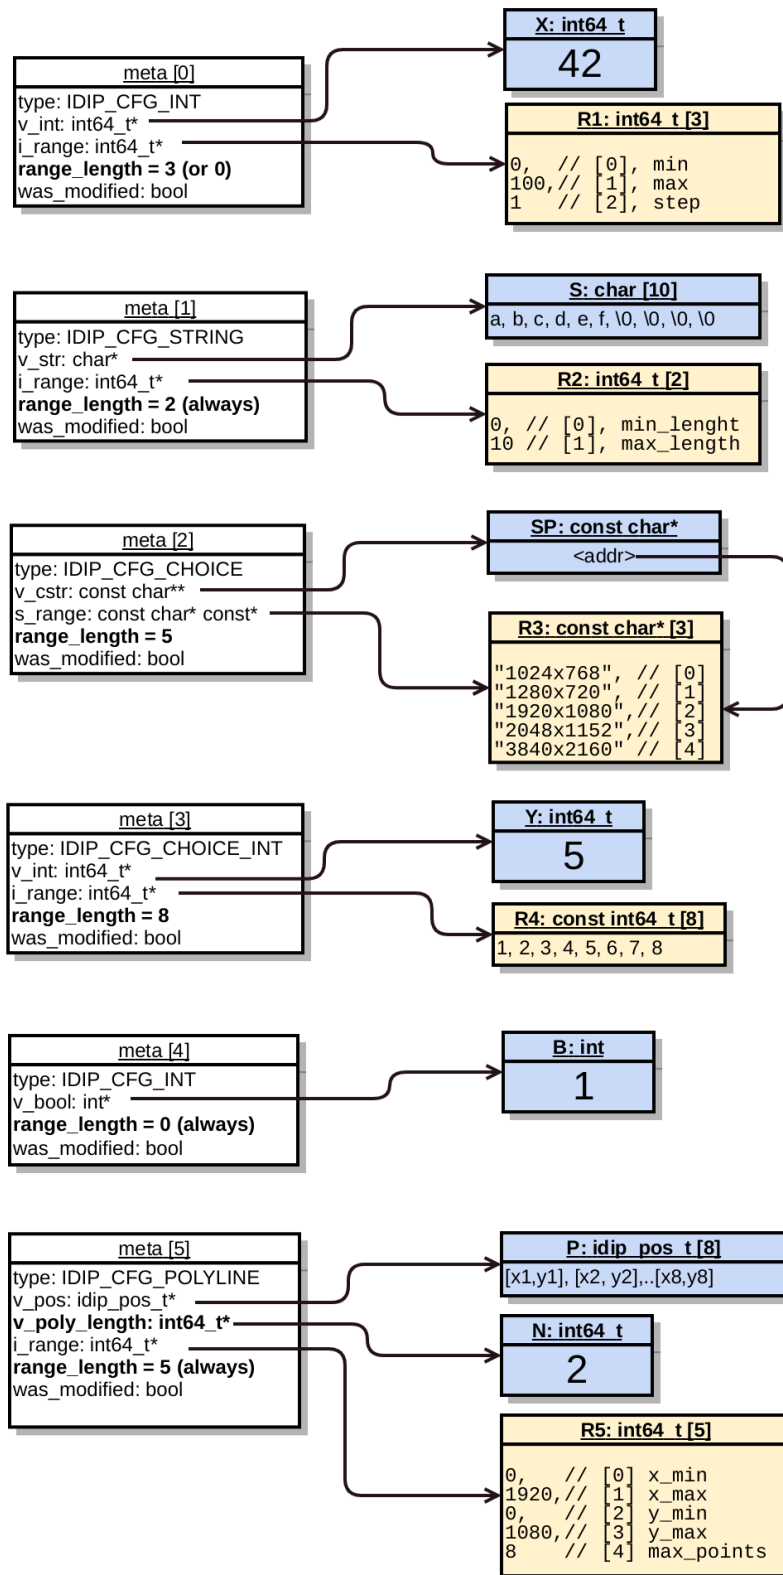 meta [0]
type: IDIP_CFG_INT
v_int: int64_t*
i_range: int64_t*
range_length = 3 (or 0)
was_modified: bool
X: int64_t
42
R1: int64_t [3]
0,   // [0], min
100,// [1], max
1   // [2], step
meta [1]
type: IDIP_CFG_STRING
v_str: char*
i_range: int64_t*
range_length = 2 (always)
was_modified: bool
S: char [10]
a, b, c, d, e, f, \0, \0, \0, \0
R2: int64_t [2]
0, // [0], min_lenght
10 // [1], max_length
meta [2]
type: IDIP_CFG_CHOICE
v_cstr: const char**
s_range: const char* const*
range_length = 5
was_modified: bool
SP: const char*
<addr>
R3: const char* [3]
"1024x768", // [0]
"1280x720", // [1]
"1920x1080",// [2]
"2048x1152",// [3]
"3840x2160" // [4]
meta [3]
type: IDIP_CFG_CHOICE_INT
v_int: int64_t*
i_range: int64_t*
range_length = 8
was_modified: bool
Y: int64_t
5
R4: const int64_t [8]
1, 2, 3, 4, 5, 6, 7, 8
meta [4]
type: IDIP_CFG_INT
v_bool: int*
range_length = 0 (always)
was_modified: bool
B: int
1
meta [5]
type: IDIP_CFG_POLYLINE
v_pos: idip_pos_t*
v_poly_length: int64_t*
i_range: int64_t*
range_length = 5 (always)
was_modified: bool
P: idip_pos_t [8]
[x1,y1], [x2, y2],..[x8,y8]
N: int64_t
2
R5: int64_t [5]
0,   // [0] x_min
1920,// [1] x_max
0,   // [2] y_min
1080,// [3] y_max
8    // [4] max_points